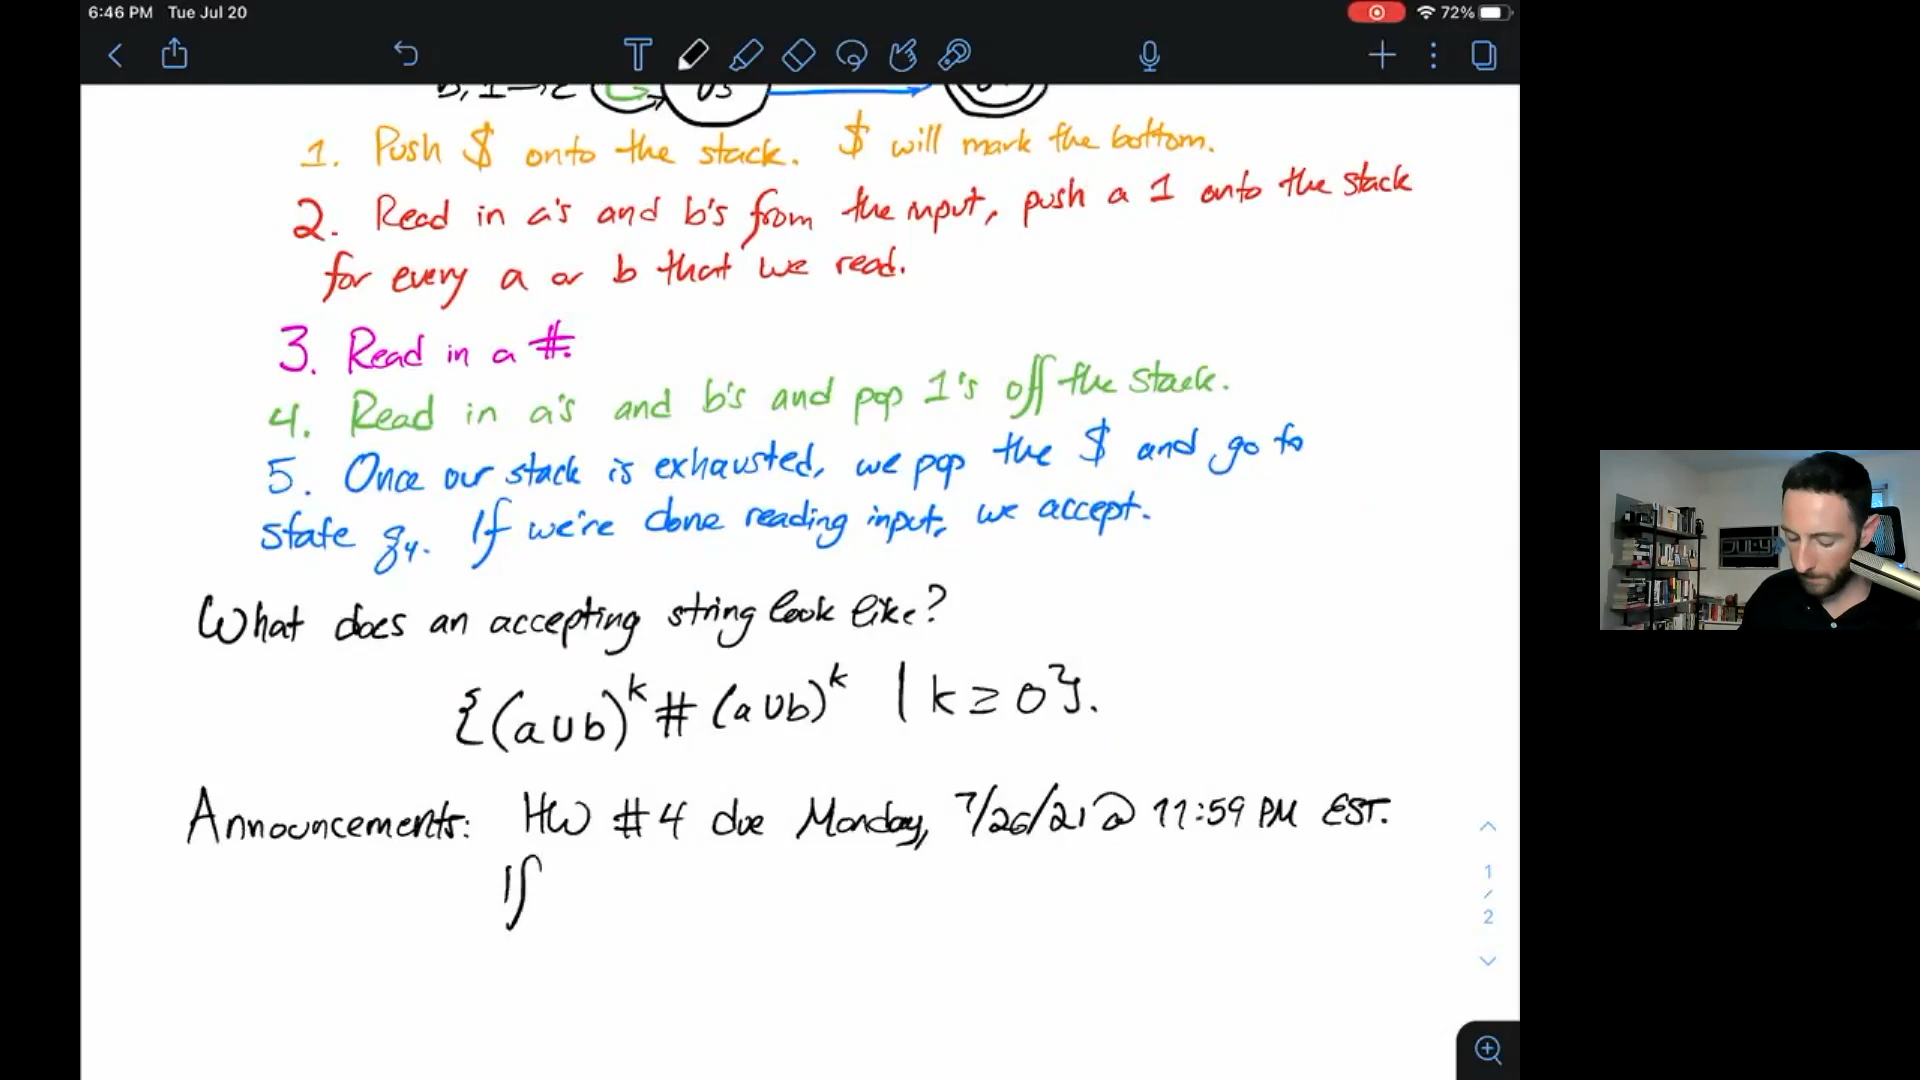 6:46 PM Tue Jul 20
72%
b, 1→ε
1. Push $ onto the stack. $ will mark the bottom.
2. Read in a's and b's from the input, push a 1 onto the stack
for every a or b that we read.
3. Read in a #.
4. Read in a's and b's and pop 1's off the stack.
5. Once our stack is exhausted, we pop the $ and go to
state q₄. If we're done reading input, we accept.
What does an accepting string look like?
{(a∪b)ᵏ # (a∪b)ᵏ | k ≥ 0}.
Announcements: HW #4 due Monday, 7/26/21 @ 11:59 PM EST.
If
1
/
2
JULY